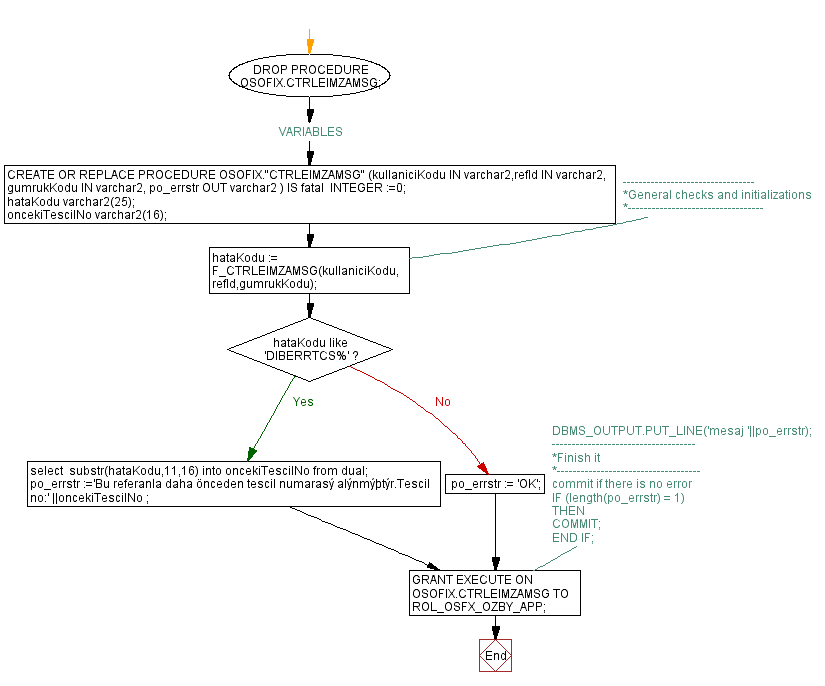 DROP PROCEDURE
OSOFIX.CTRLEIMZAMSG;
VARIABLES
CREATE OR REPLACE PROCEDURE OSOFIX."CTRLEIMZAMSG" (kullaniciKodu IN varchar2,refId IN varchar2,
gumrukKodu IN varchar2, po_errstr OUT varchar2 ) IS fatal  INTEGER :=0;
hataKodu varchar2(25);
oncekiTescilNo varchar2(16);
---------------------------------
*General checks and initializations
*----------------------------------
hataKodu :=
F_CTRLEIMZAMSG(kullaniciKodu,
refId,gumrukKodu);
hataKodu like
'DIBERRTCS%' ?
Yes
No
select  substr(hataKodu,11,16) into oncekiTescilNo from dual;
po_errstr :='Bu referanla daha önceden tescil numarasý alýnmýþtýr.Tescil
no:' ||oncekiTescilNo ;
po_errstr := 'OK';
DBMS_OUTPUT.PUT_LINE('mesaj '||po_errstr);
------------------------------------
*Finish it
*------------------------------------
commit if there is no error
IF (length(po_errstr) = 1)
THEN
COMMIT;
END IF;
GRANT EXECUTE ON
OSOFIX.CTRLEIMZAMSG TO
ROL_OSFX_OZBY_APP;
End